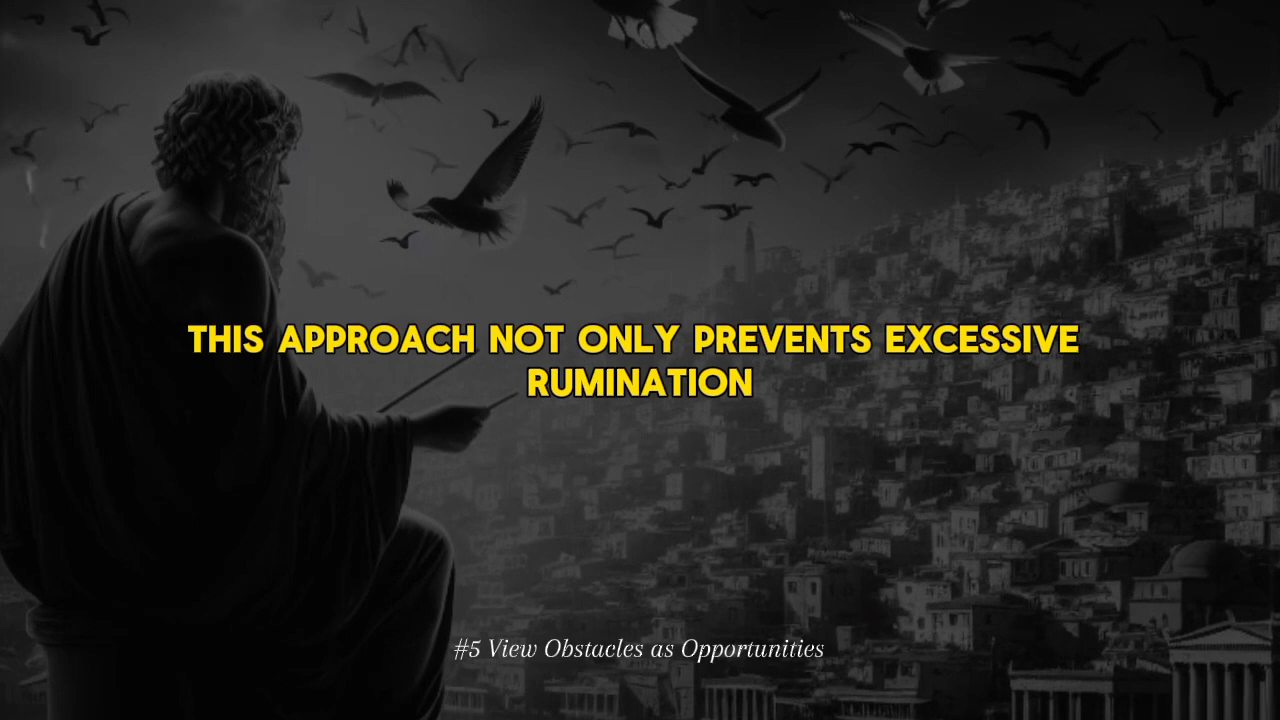 THIS APPROACH NOT ONLY PREVENTS EXCESSIVE
RUMINATION
#5 View Obstacles as Opportunities